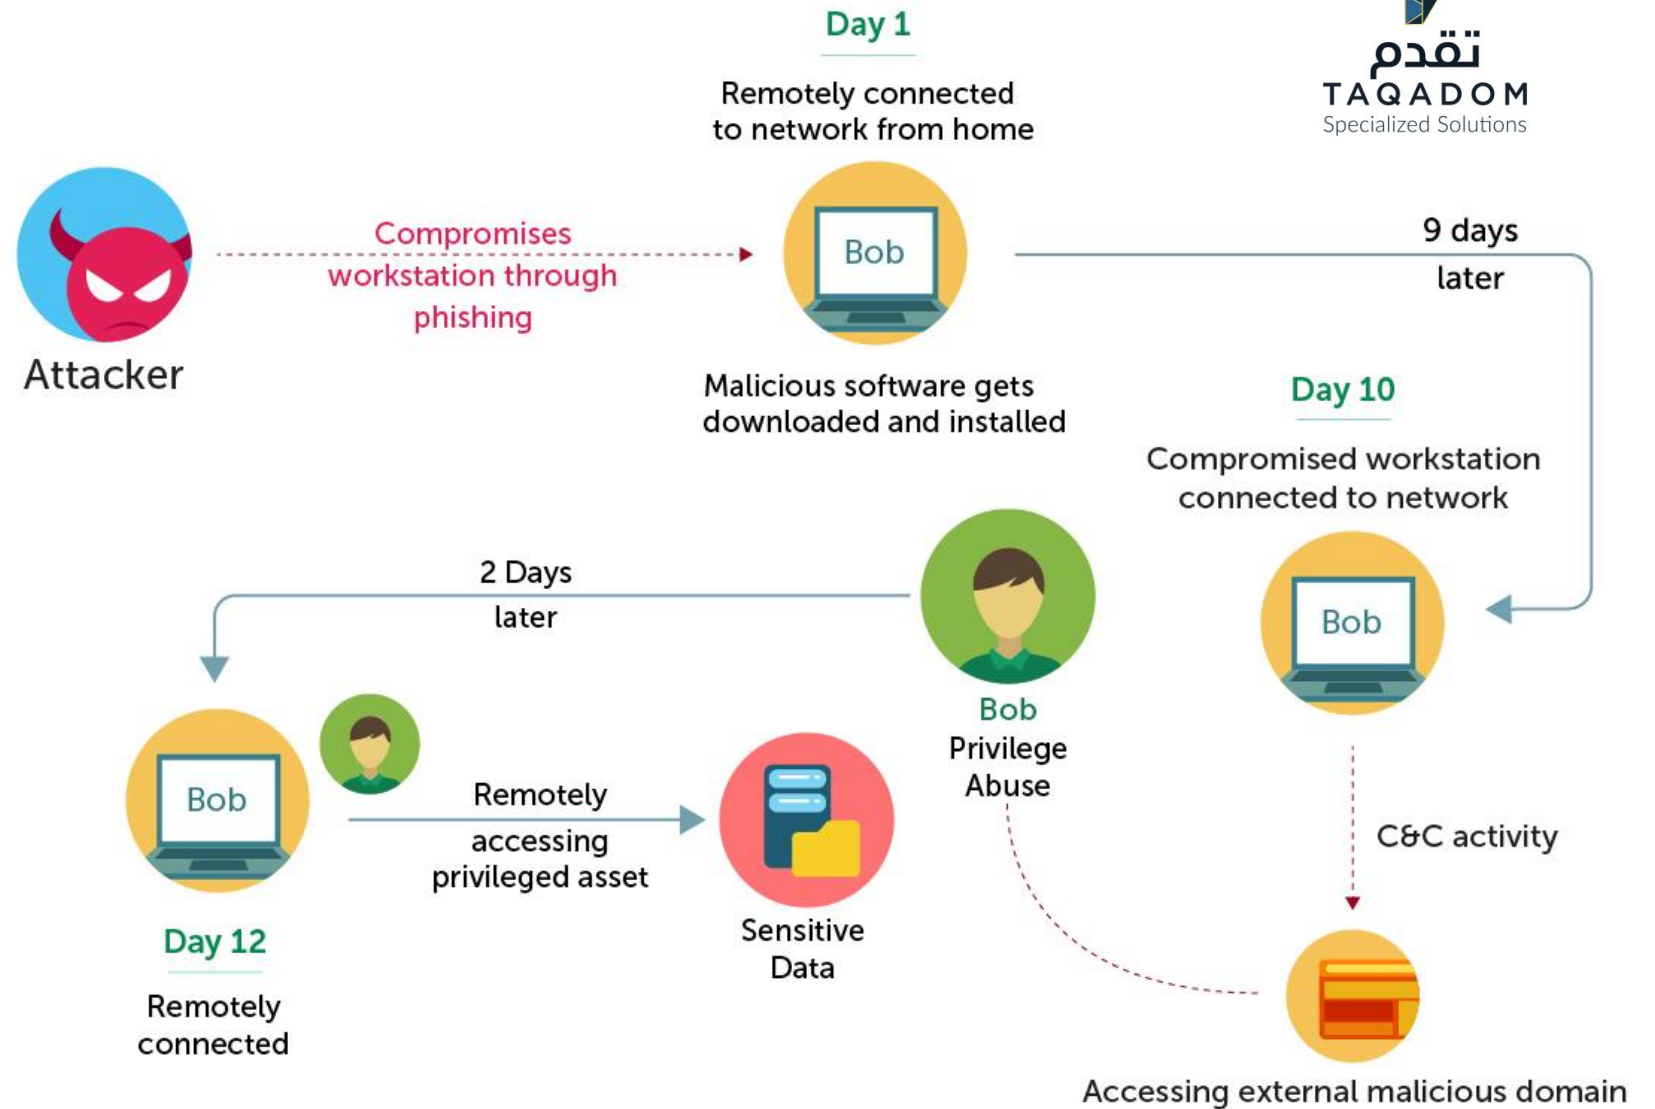 Day 1
Remotely connected
to network from home
تقدم
TAQADOM
Specialized Solutions
Compromises
workstation through
phishing
Attacker
Bob
Malicious software gets
downloaded and installed
9 days
later
Day 10
Compromised workstation
connected to network
Bob
C&C activity
Accessing external malicious domain
Bob
Privilege
Abuse
2 Days
later
Bob
Day 12
Remotely
connected
Remotely
accessing
privileged asset
Sensitive
Data